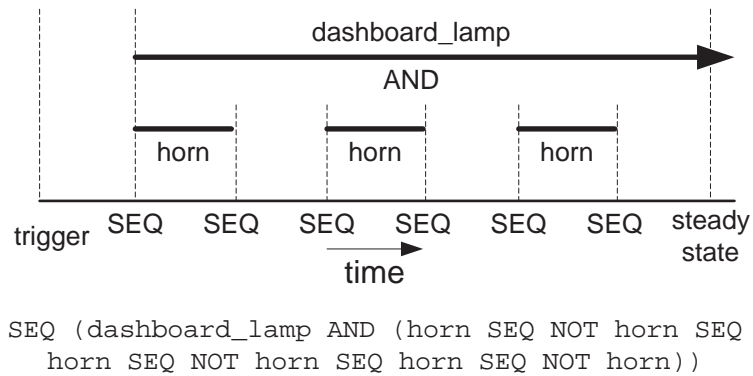 dashboard_lamp
AND
horn horn horn
trigger SEQ SEQ SEQ SEQ SEQ SEQ steady
state
time
SEQ (dashboard_lamp AND (horn SEQ NOT horn SEQ
horn SEQ NOT horn SEQ horn SEQ NOT horn))